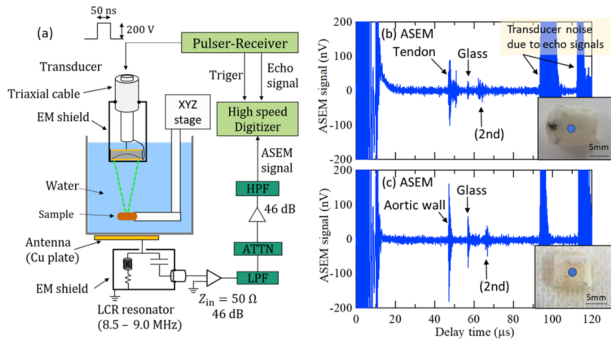 (a)
50 ns
200 V
Pulser-Receiver
Transducer
Triaxial cable
EM shield
XYZ
stage
Triger
Echo
signal
High speed
Digitizer
ASEM
signal
Water
Sample
HPF
46 dB
ATTN
LPF
Antenna
(Cu plate)
EM shield
LCR resonator
(8.5 – 9.0 MHz)
Zin = 50 Ω
46 dB
(b) ASEM
Tendon
Glass
(2nd)
Transducer noise
due to echo signals
5mm
ASEM signal (nV)
200
100
0
100
200
(c) ASEM
Aortic wall
Glass
(2nd)
5mm
ASEM signal (nV)
100
0
100
200
0 20 40 60 80 100 120
Delay time (μs)